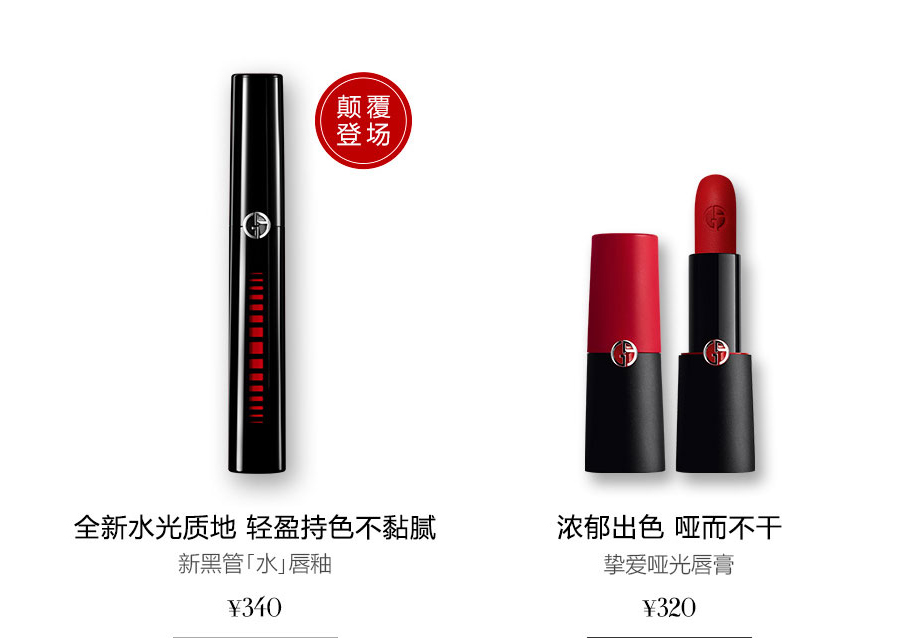 颠覆
登场
全新水光质地 轻盈持色不黏腻
新黑管「水」唇釉
¥340
浓郁出色 哑而不干
挚爱哑光唇膏
¥320